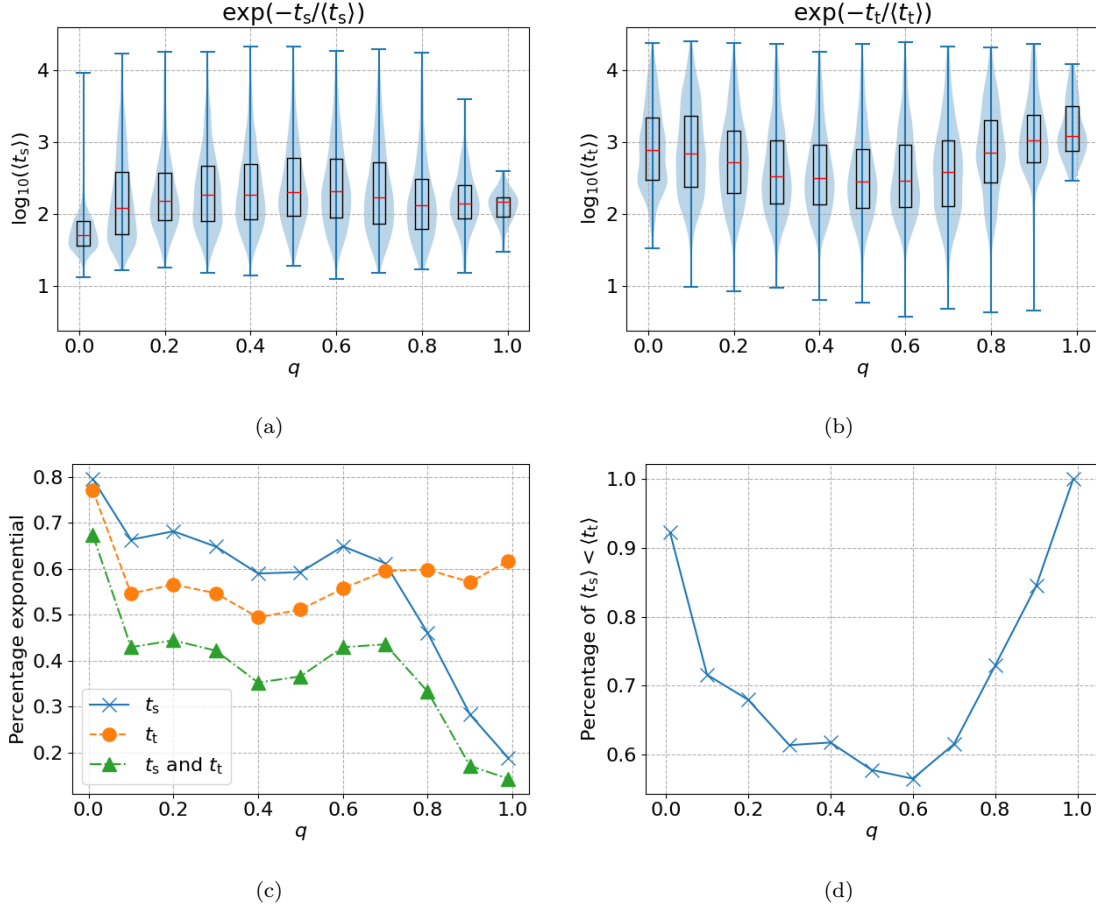 exp(−t_s/⟨t_s⟩)
log₁₀(⟨t_s⟩)
4
3
2
1
0.0 0.2 0.4 0.6 0.8 1.0
q
(a)
exp(−t_t/⟨t_t⟩)
log₁₀(⟨t_t⟩)
4
3
2
1
0.0 0.2 0.4 0.6 0.8 1.0
q
(b)
Percentage exponential
0.8
0.7
0.6
0.5
0.4
0.3
0.2
t_s
t_t
t_s and t_t
0.0 0.2 0.4 0.6 0.8 1.0
q
(c)
Percentage of ⟨t_s⟩ < ⟨t_t⟩
1.0
0.9
0.8
0.7
0.6
0.0 0.2 0.4 0.6 0.8 1.0
q
(d)